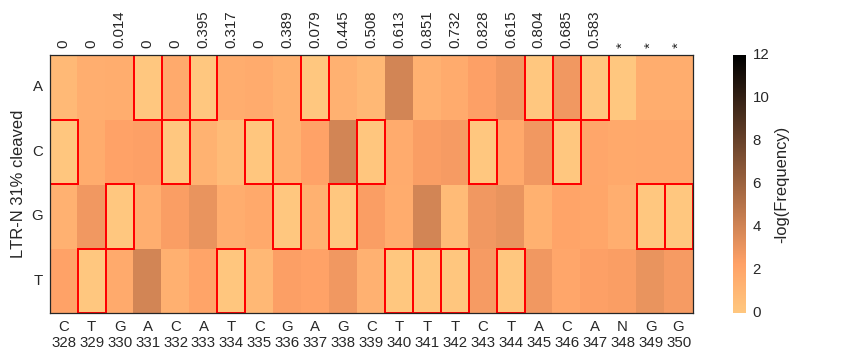 0 0 0.014 0 0 0.395 0.317 0 0.389 0.079 0.445 0.508 0.613 0.851 0.732 0.828 0.615 0.804 0.685 0.583 * * *
LTR-N 31% cleaved
A
C
G
T
C T G A C A T C G A G C T T T C T A C A N G G
328 329 330 331 332 333 334 335 336 337 338 339 340 341 342 343 344 345 346 347 348 349 350
12
10
8
6
4
2
0
-log(Frequency)